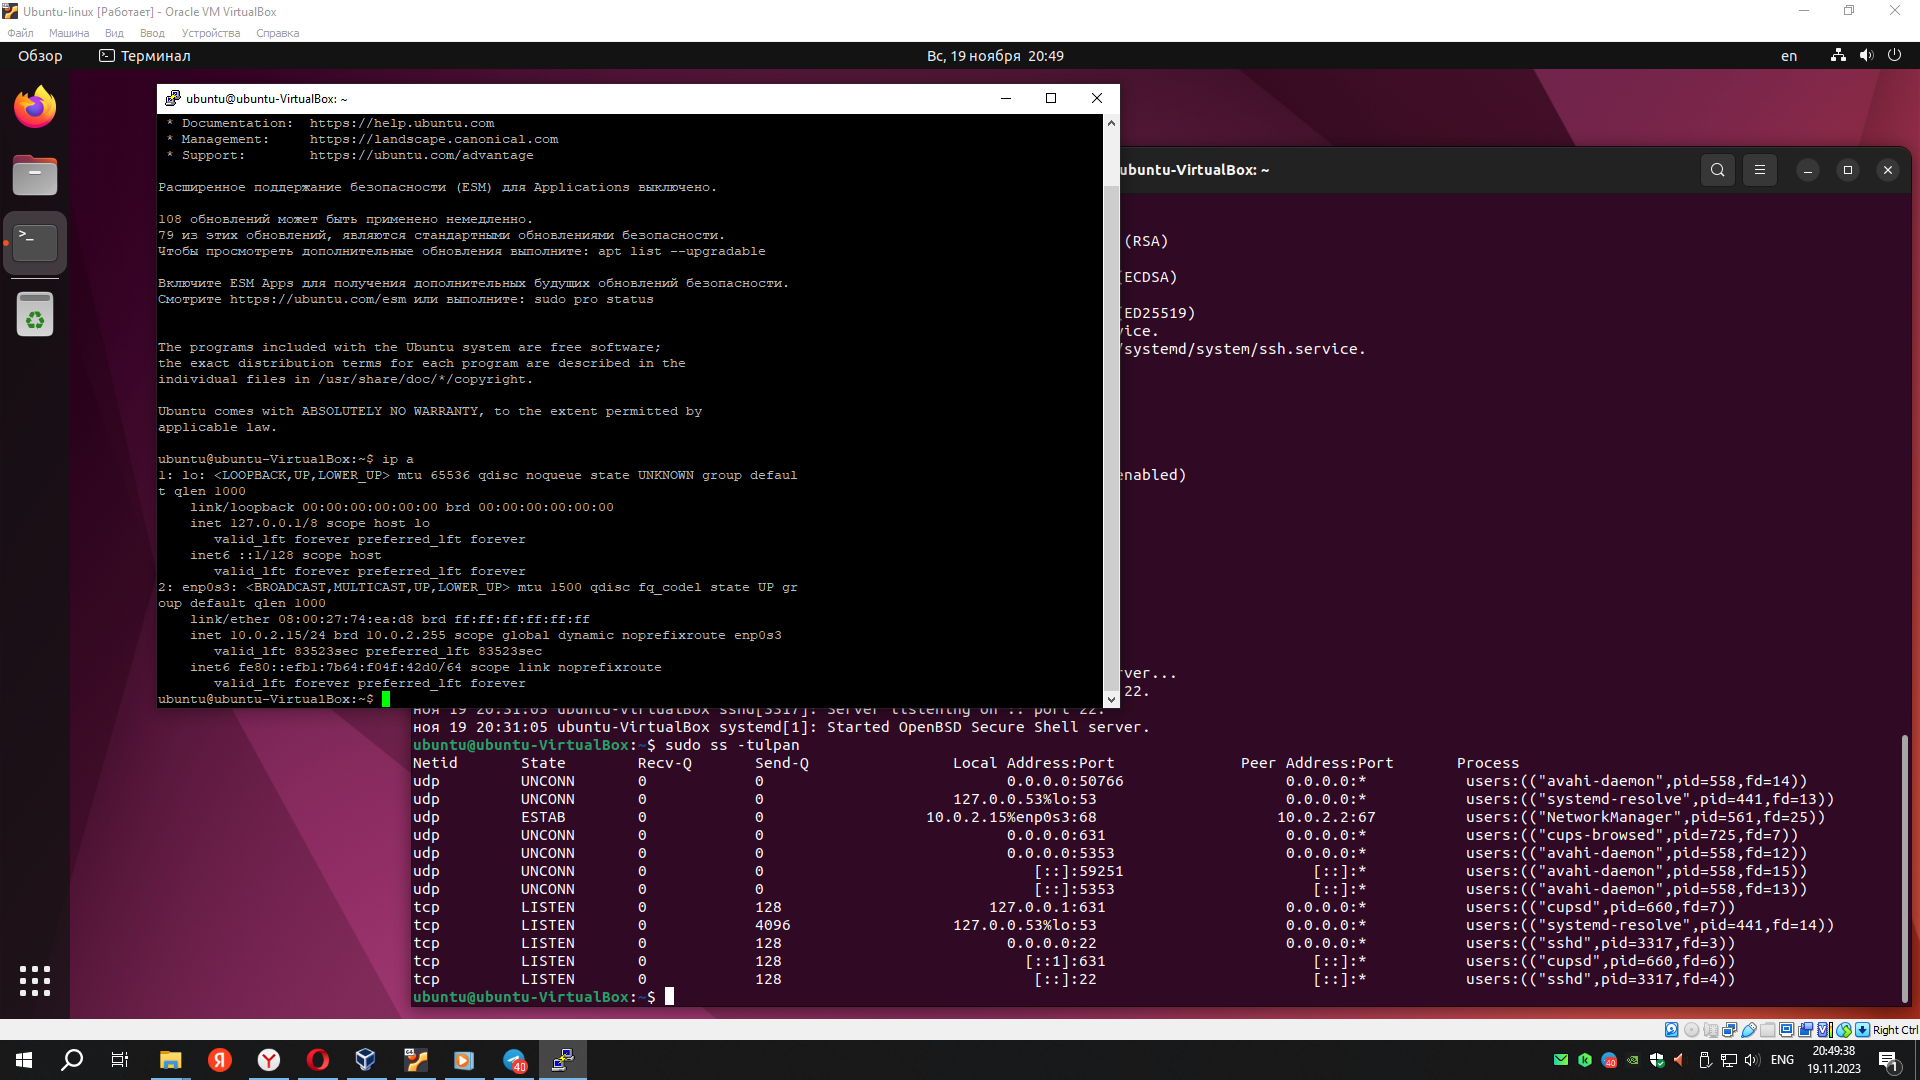 Ubuntu-linux [Работает] - Oracle VM VirtualBox
Файл Машина Вид Ввод Устройства Справка
Обзор Терминал Вс, 19 ноября 20:49 en
ubuntu@ubuntu-VirtualBox: ~
* Documentation: https://help.ubuntu.com
* Management: https://landscape.canonical.com
* Support: https://ubuntu.com/advantage
Расширенное поддержание безопасности (ESM) для Applications выключено.
108 обновлений может быть применено немедленно.
79 из этих обновлений, являются стандартными обновлениями безопасности.
Чтобы просмотреть дополнительные обновления выполните: apt list --upgradable
Включите ESM Apps для получения дополнительных будущих обновлений безопасности.
Смотрите https://ubuntu.com/esm или выполните: sudo pro status
The programs included with the Ubuntu system are free software;
the exact distribution terms for each program are described in the
individual files in /usr/share/doc/*/copyright.
Ubuntu comes with ABSOLUTELY NO WARRANTY, to the extent permitted by
applicable law.
ubuntu@ubuntu-VirtualBox:~$ ip a
1: lo: <LOOPBACK,UP,LOWER_UP> mtu 65536 qdisc noqueue state UNKNOWN group defaul
t qlen 1000
link/loopback 00:00:00:00:00:00 brd 00:00:00:00:00:00
inet 127.0.0.1/8 scope host lo
valid_lft forever preferred_lft forever
inet6 ::1/128 scope host
valid_lft forever preferred_lft forever
2: enp0s3: <BROADCAST,MULTICAST,UP,LOWER_UP> mtu 1500 qdisc fq_codel state UP gr
oup default qlen 1000
link/ether 08:00:27:74:ea:d8 brd ff:ff:ff:ff:ff:ff
inet 10.0.2.15/24 brd 10.0.2.255 scope global dynamic noprefixroute enp0s3
valid_lft 83523sec preferred_lft 83523sec
inet6 fe80::efb1:7b64:f04f:42d0/64 scope link noprefixroute
valid_lft forever preferred_lft forever
ubuntu@ubuntu-VirtualBox:~$
ubuntu-VirtualBox: ~
(RSA)
(ECDSA)
(ED25519)
vice.
/systemd/system/ssh.service.
enabled)
rver...
22.
ноя 19 20:31:05 ubuntu-VirtualBox sshd[3317]: Server listening on :: port 22.
ноя 19 20:31:05 ubuntu-VirtualBox systemd[1]: Started OpenBSD Secure Shell server.
ubuntu@ubuntu-VirtualBox:~$ sudo ss -tulpan
Netid State Recv-Q Send-Q Local Address:Port Peer Address:Port Process
udp UNCONN 0 0 0.0.0.0:50766 0.0.0.0:* users:(("avahi-daemon",pid=558,fd=14))
udp UNCONN 0 0 127.0.0.53%lo:53 0.0.0.0:* users:(("systemd-resolve",pid=441,fd=13))
udp ESTAB 0 0 10.0.2.15%enp0s3:68 10.0.2.2:67 users:(("NetworkManager",pid=561,fd=25))
udp UNCONN 0 0 0.0.0.0:631 0.0.0.0:* users:(("cups-browsed",pid=725,fd=7))
udp UNCONN 0 0 0.0.0.0:5353 0.0.0.0:* users:(("avahi-daemon",pid=558,fd=12))
udp UNCONN 0 0 [::]:59251 [::]:* users:(("avahi-daemon",pid=558,fd=15))
udp UNCONN 0 0 [::]:5353 [::]:* users:(("avahi-daemon",pid=558,fd=13))
tcp LISTEN 0 128 127.0.0.1:631 0.0.0.0:* users:(("cupsd",pid=660,fd=7))
tcp LISTEN 0 4096 127.0.0.53%lo:53 0.0.0.0:* users:(("systemd-resolve",pid=441,fd=14))
tcp LISTEN 0 128 0.0.0.0:22 0.0.0.0:* users:(("sshd",pid=3317,fd=3))
tcp LISTEN 0 128 [::1]:631 [::]:* users:(("cupsd",pid=660,fd=6))
tcp LISTEN 0 128 [::]:22 [::]:* users:(("sshd",pid=3317,fd=4))
ubuntu@ubuntu-VirtualBox:~$
Right Ctrl
ENG 20:49:38
19.11.2023